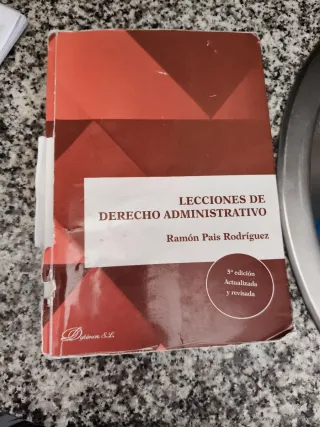 LECCIONES DE
DERECHO ADMINISTRATIVO
Ramón Pais Rodríguez
5ª edición
Actualizada
y revisada
Dykinson, S.L.